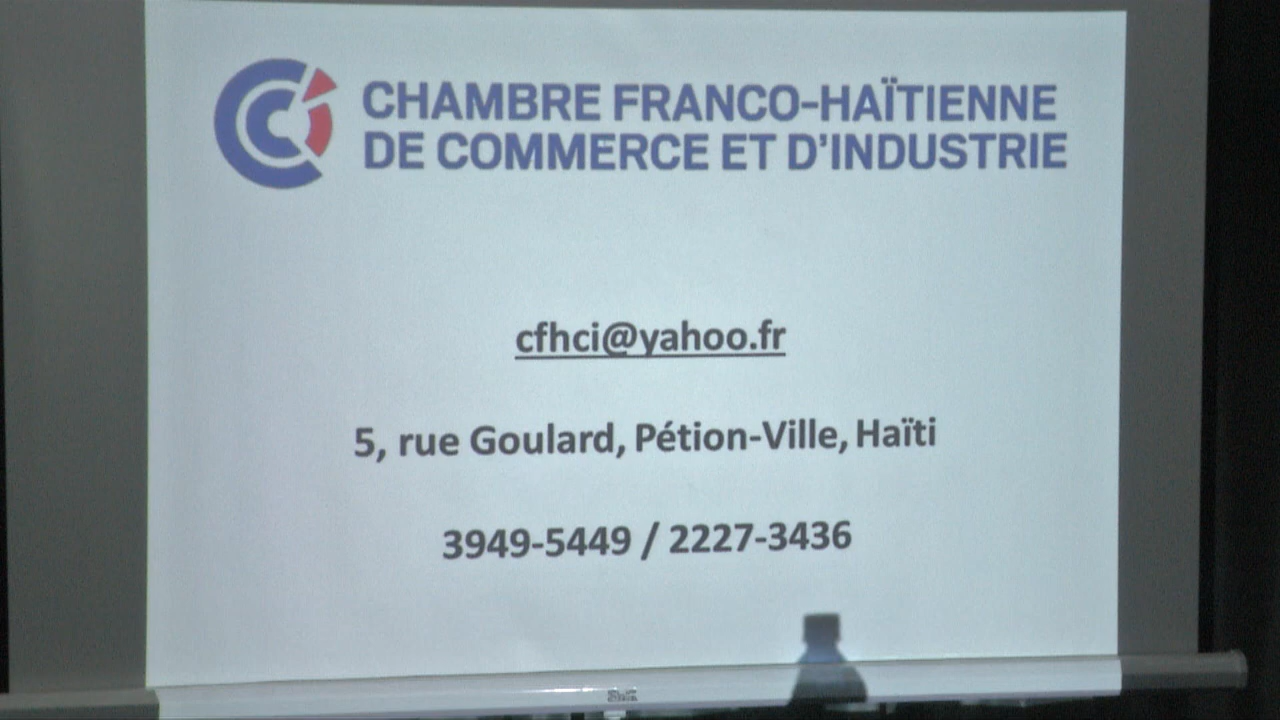 CHAMBRE FRANCO-HAÏTIENNE
DE COMMERCE ET D'INDUSTRIE
cfhci@yahoo.fr
5, rue Goulard, Pétion-Ville, Haïti
3949-5449 / 2227-3436